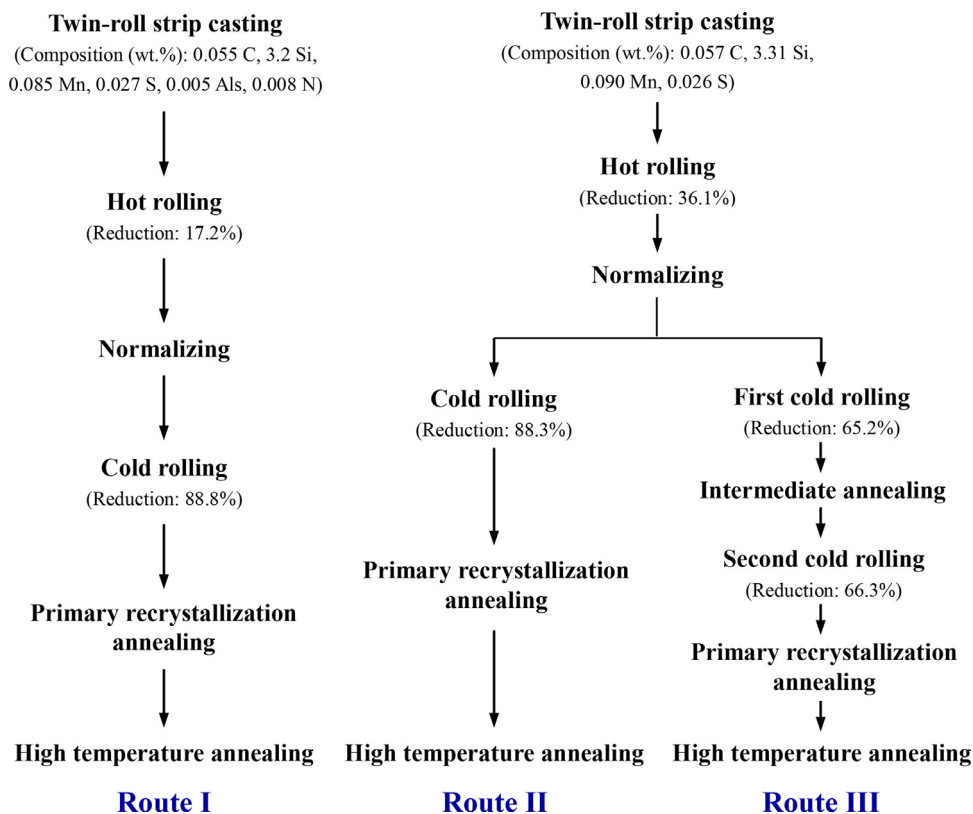 Twin-roll strip casting
(Composition (wt.%): 0.055 C, 3.2 Si,
0.085 Mn, 0.027 S, 0.005 Als, 0.008 N)
Hot rolling
(Reduction: 17.2%)
Normalizing
Cold rolling
(Reduction: 88.8%)
Primary recrystallization
annealing
High temperature annealing
Route I
Twin-roll strip casting
(Composition (wt.%): 0.057 C, 3.31 Si,
0.090 Mn, 0.026 S)
Hot rolling
(Reduction: 36.1%)
Normalizing
Cold rolling
(Reduction: 88.3%)
Primary recrystallization
annealing
High temperature annealing
Route II
First cold rolling
(Reduction: 65.2%)
Intermediate annealing
Second cold rolling
(Reduction: 66.3%)
Primary recrystallization
annealing
High temperature annealing
Route III